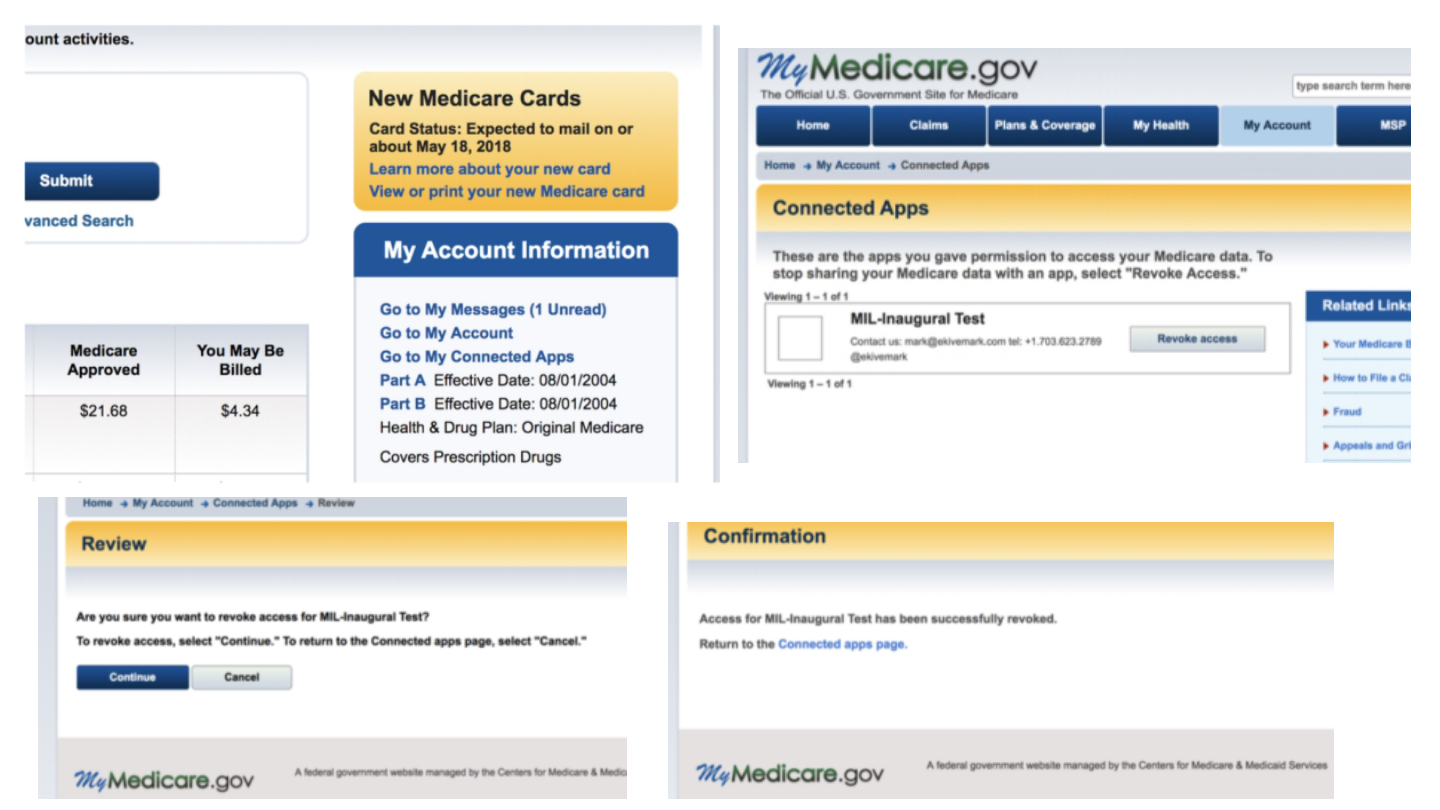 ount activities.
Submit
vanced Search
Medicare Approved
You May Be Billed
$21.68
$4.34
New Medicare Cards
Card Status: Expected to mail on or
about May 18, 2018
Learn more about your new card
View or print your new Medicare card
My Account Information
Go to My Messages (1 Unread)
Go to My Account
Go to My Connected Apps
Part A Effective Date: 08/01/2004
Part B Effective Date: 08/01/2004
Health & Drug Plan: Original Medicare
Covers Prescription Drugs
MyMedicare.gov
The Official U.S. Government Site for Medicare
type search term here
Home Claims Plans & Coverage My Health My Account MSP
Home → My Account → Connected Apps
Connected Apps
These are the apps you gave permission to access your Medicare data. To
stop sharing your Medicare data with an app, select "Revoke Access."
Viewing 1 – 1 of 1
MIL-Inaugural Test
Contact us: mark@ekivemark.com tel: +1.703.623.2789
@ekivemark
Revoke access
Viewing 1 – 1 of 1
Related Links
Your Medicare B
How to File a Cl
Fraud
Appeals and Gri
Home → My Account → Connected Apps → Review
Review
Are you sure you want to revoke access for MIL-Inaugural Test?
To revoke access, select "Continue." To return to the Connected apps page, select "Cancel."
Continue Cancel
MyMedicare.gov
A federal government website managed by the Centers for Medicare & Medic
Confirmation
Access for MIL-Inaugural Test has been successfully revoked.
Return to the Connected apps page.
MyMedicare.gov
A federal government website managed by the Centers for Medicare & Medicaid Services